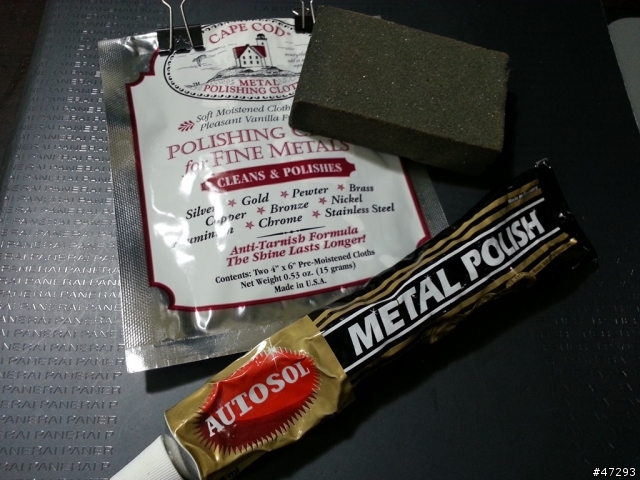 CAPE COD
METAL
POLISHING CLOTH
Soft Moistened Cloth
Pleasant Vanilla
POLISHING
for FINE METALS
CLEANS & POLISHES
Silver ★ Gold ★ Pewter ★ Brass
Copper ★ Bronze ★ Nickel
Aluminum ★ Chrome ★ Stainless Steel
Anti-Tarnish Formula
The Shine Lasts Longer!
Contents: Two 4" x 6" Pre-Moistened Cloths
Net Weight 0.53 oz. (15 grams)
Made in U.S.A.
METAL POLISH
AUTOSOL
#47293